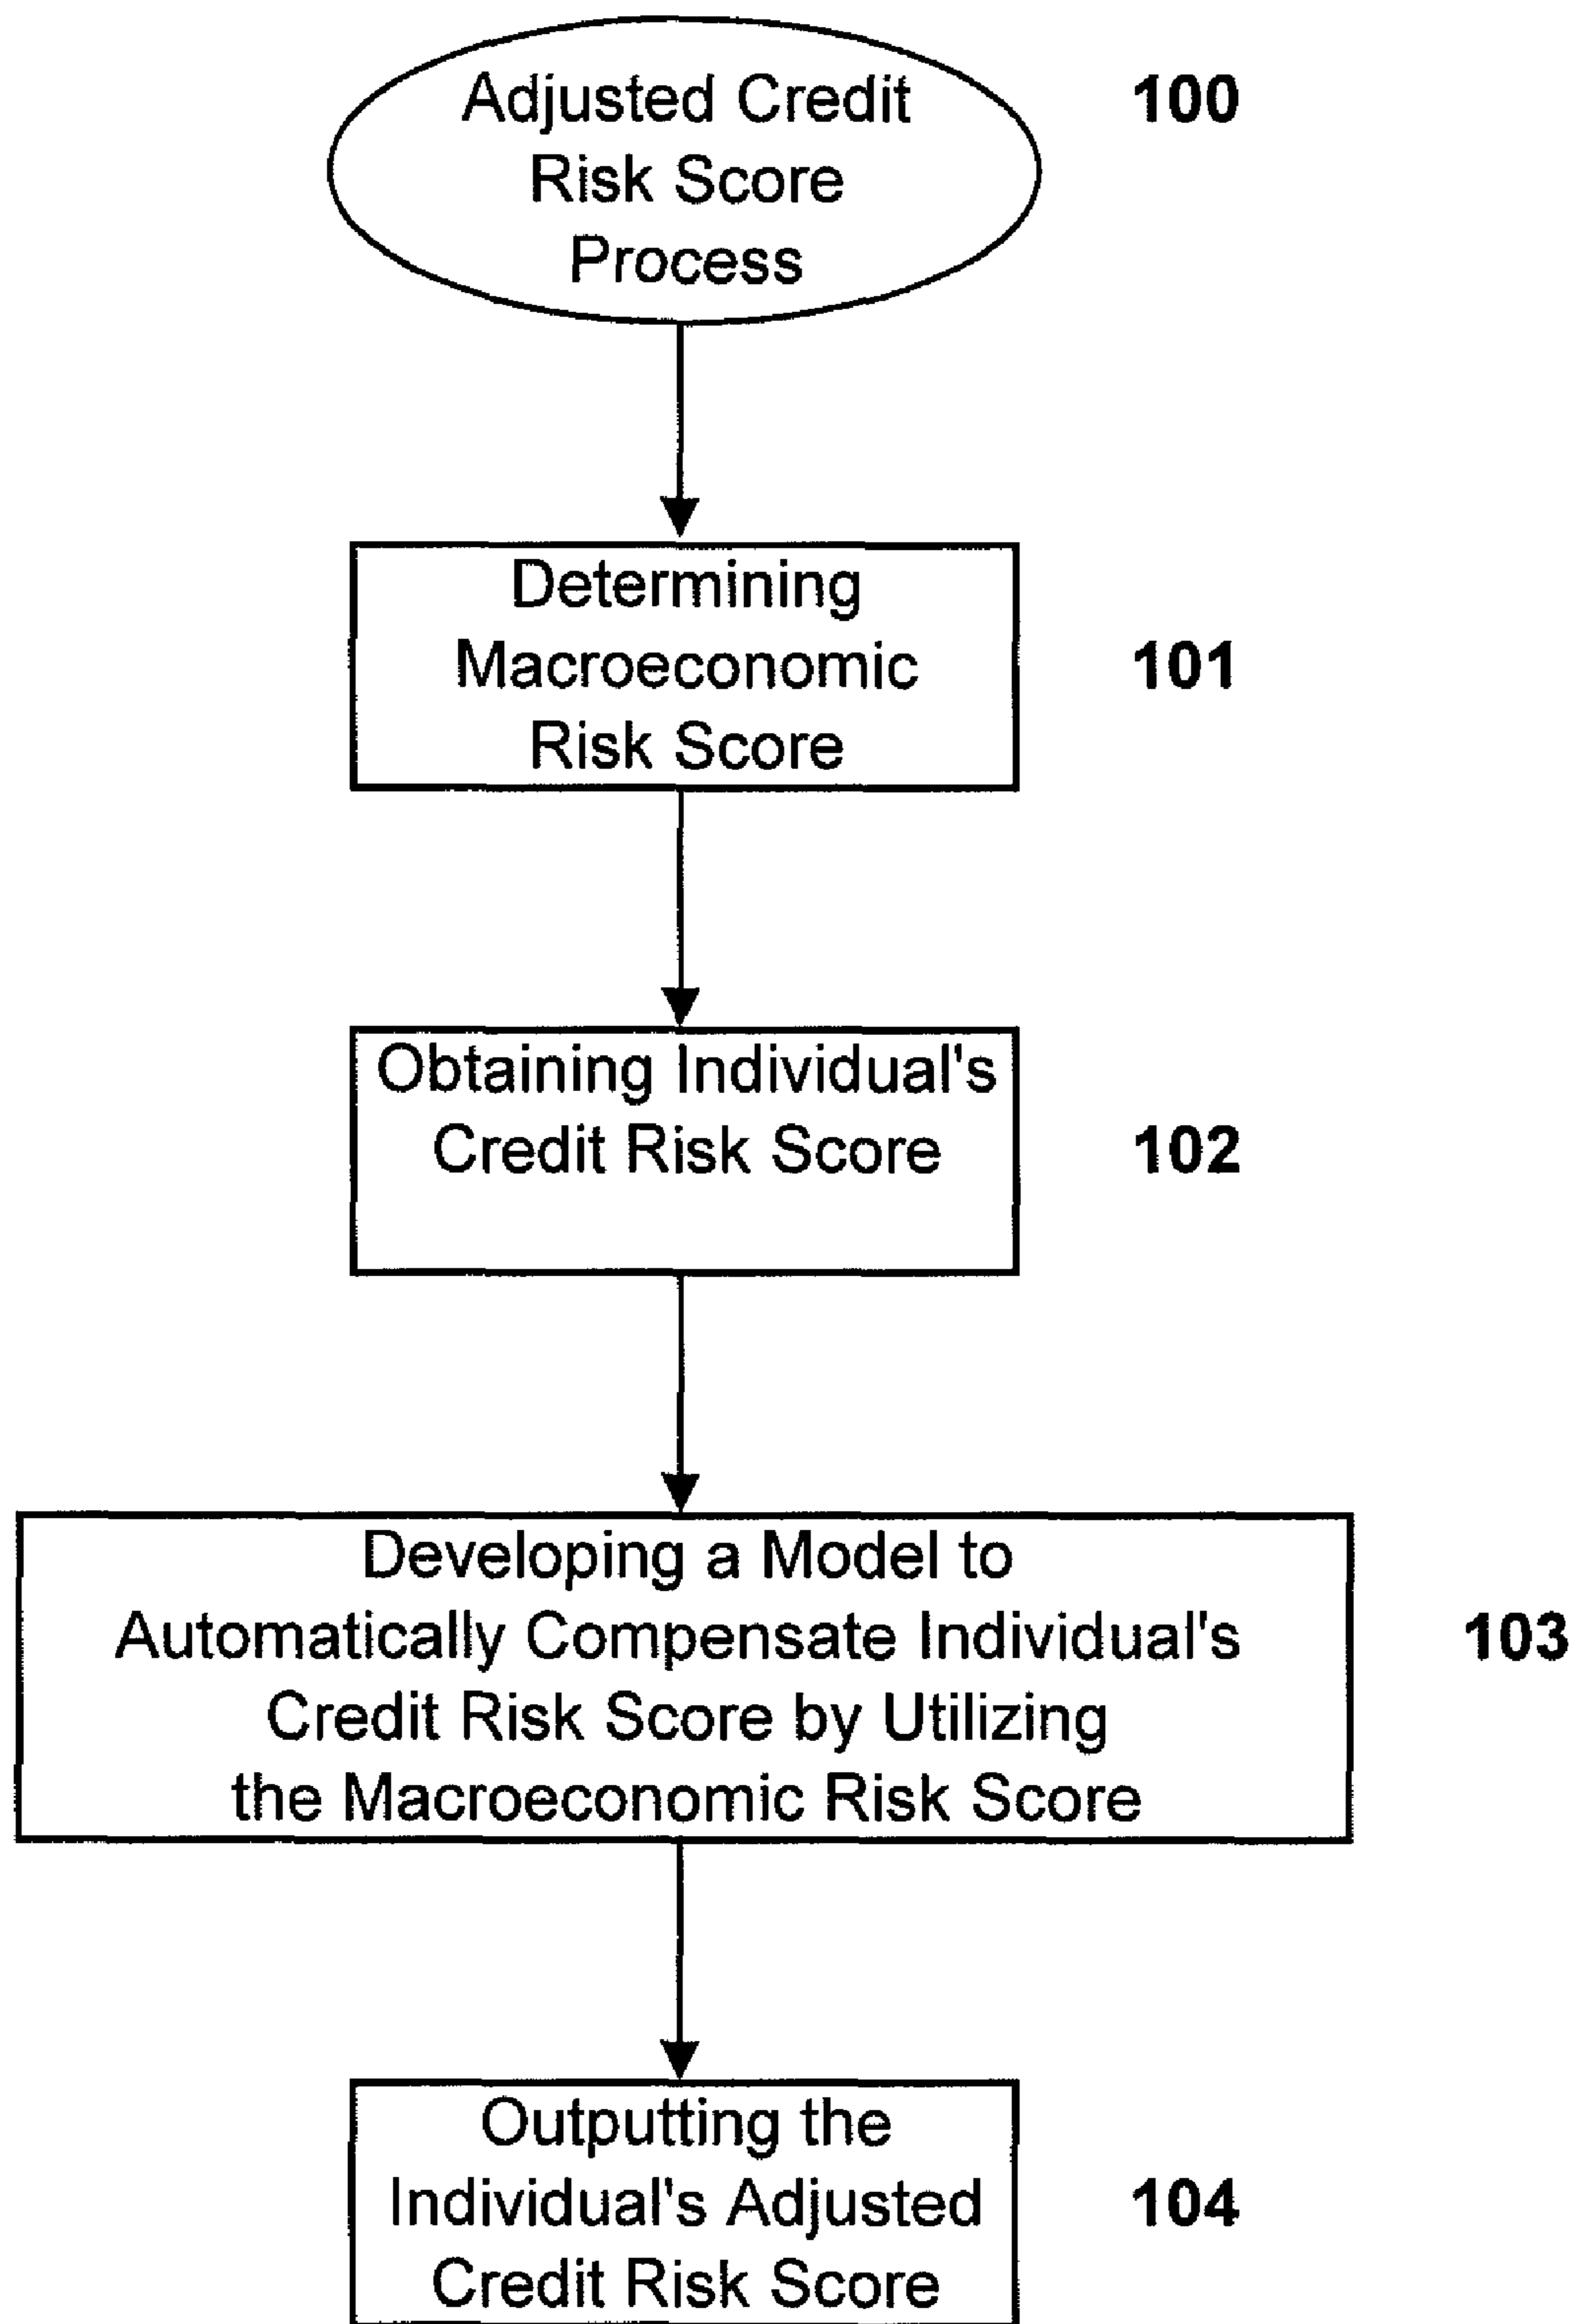 Adjusted Credit
Risk Score
Process
100
Determining
Macroeconomic
Risk Score
101
Obtaining Individual's
Credit Risk Score
102
Developing a Model to
Automatically Compensate Individual's
Credit Risk Score by Utilizing
the Macroeconomic Risk Score
103
Outputting the
Individual's Adjusted
Credit Risk Score
104